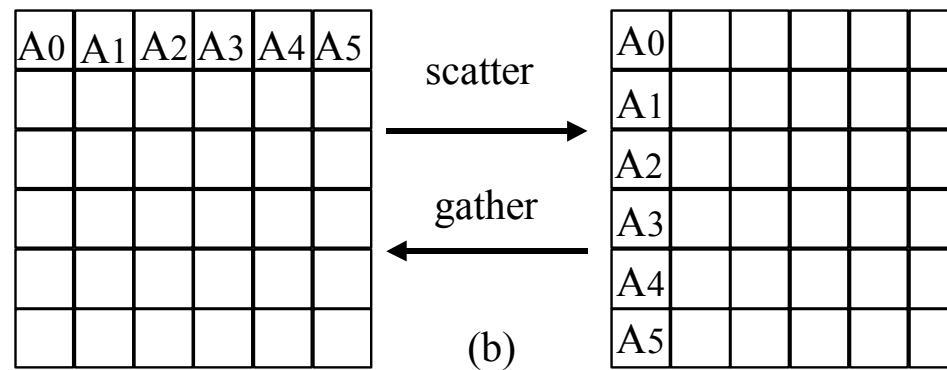 A0 A1 A2 A3 A4 A5
scatter
gather
(b)
A0
A1
A2
A3
A4
A5